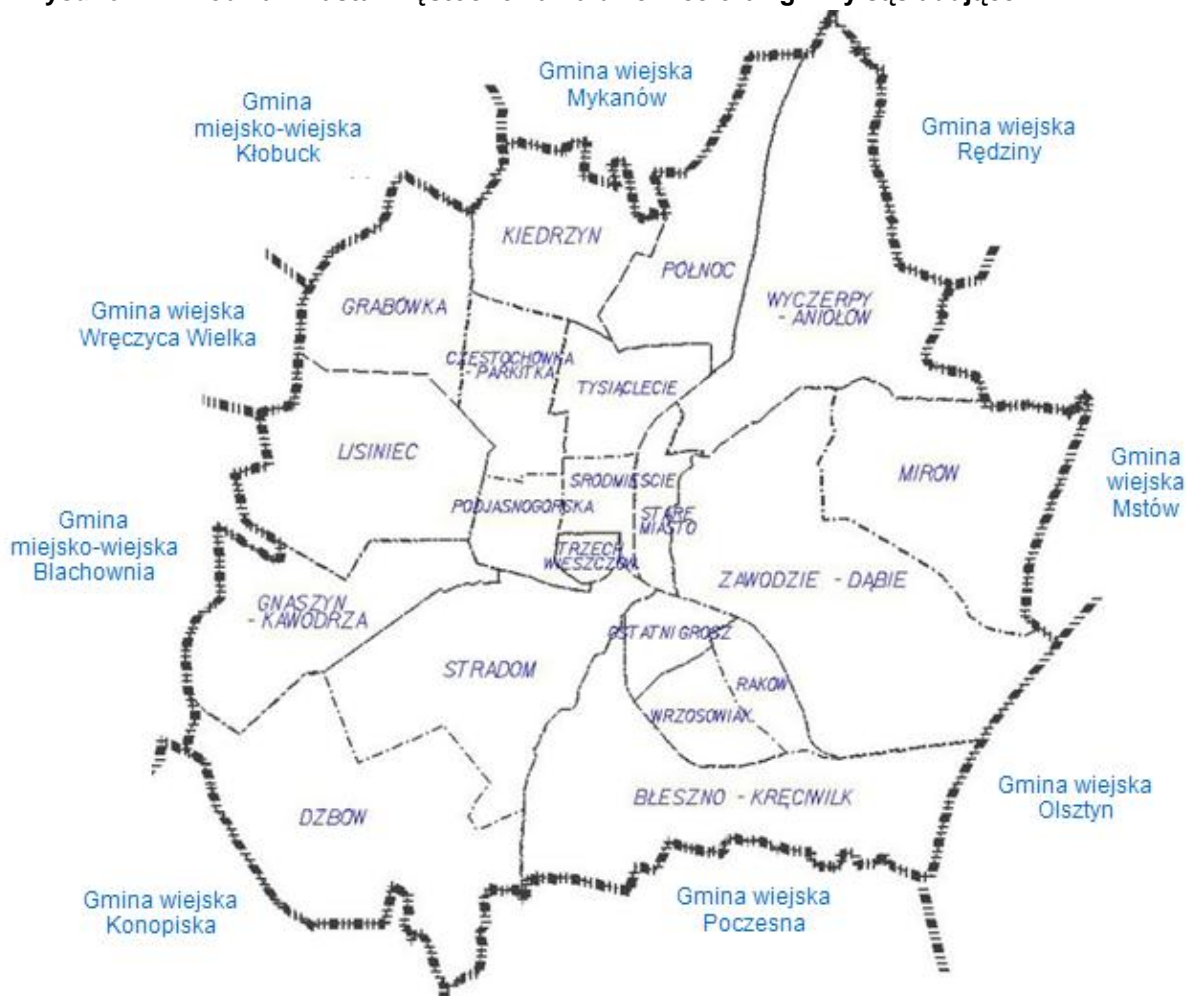 Gmina wiejska
Mykanów
Gmina
miejsko-wiejska
Kłobuck
Gmina wiejska
Rędziny
KIEDRZYN
PÓŁNOC
GRABÓWKA
WYCZERPY
- ANIOŁÓW
Gmina wiejska
Wręczyca Wielka
CZĘSTOCHÓWKA
- PARKITKA
TYSIĄCLECIE
LISINIEC
MIRÓW
Gmina
wiejska
Mstów
ŚRÓDMIEŚCIE
PODJASNOGÓRSKA
STARE
MIASTO
Gmina
miejsko-wiejska
Blachownia
TRZECH
WIESZCZÓW
ZAWODZIE - DĄBIE
GNASZYN
- KAWODRZA
OSTATNI GROSZ
STRADOM
RAKÓW
WRZOSOWIAK
Gmina wiejska
Olsztyn
BŁESZNO - KRĘCIWILK
DŹBÓW
Gmina wiejska
Konopiska
Gmina wiejska
Poczesna